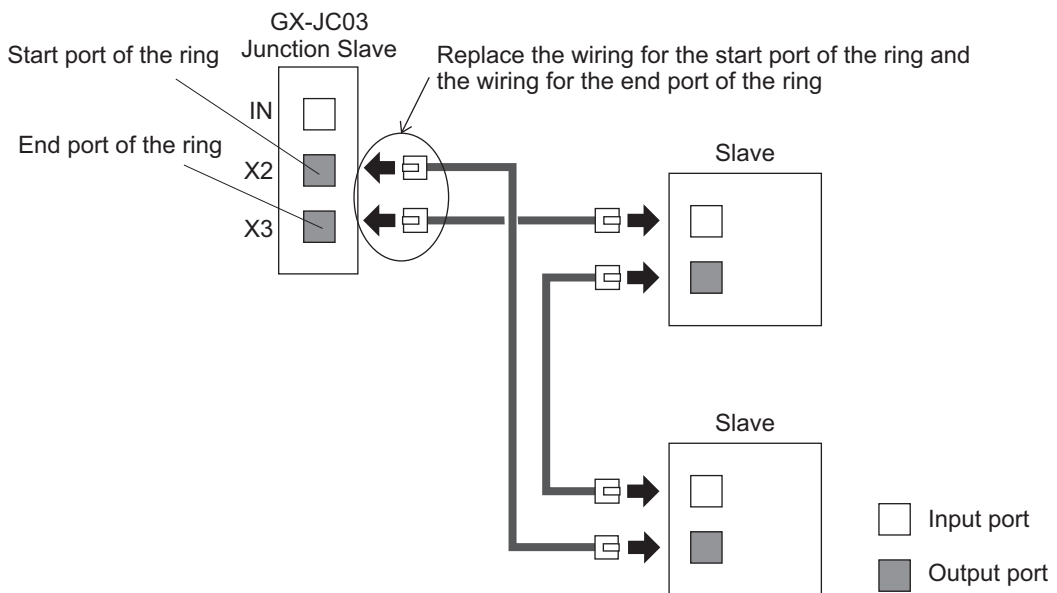 GX-JC03
Junction Slave
Start port of the ring
Replace the wiring for the start port of the ring and
the wiring for the end port of the ring
IN
End port of the ring
X2
X3
Slave
Slave
Input port
Output port